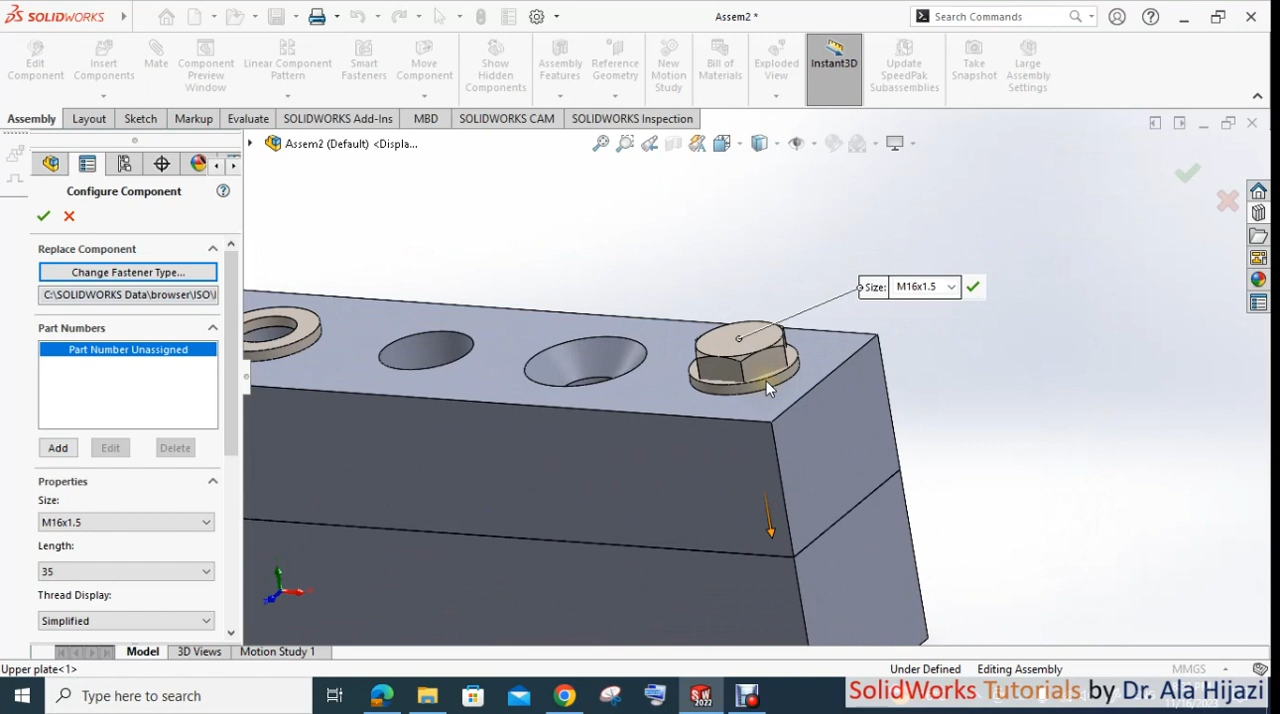 SOLIDWORKS
Assem2 *
Search Commands
Edit Component
Insert Components
Mate
Component Preview Window
Linear Component Pattern
Smart Fasteners
Move Component
Show Hidden Components
Assembly Features
Reference Geometry
New Motion Study
Bill of Materials
Exploded View
Instant3D
Update SpeedPak Subassemblies
Take Snapshot
Large Assembly Settings
Assembly Layout Sketch Markup Evaluate SOLIDWORKS Add-Ins MBD SOLIDWORKS CAM SOLIDWORKS Inspection
Assem2 (Default) <Displa...
Configure Component
Replace Component
Change Fastener Type...
C:\SOLIDWORKS Data\browser\ISO\
Part Numbers
Part Number Unassigned
Add Edit Delete
Properties
Size:
M16x1.5
Length:
35
Thread Display:
Simplified
Size: M16x1.5
Model 3D Views Motion Study 1
Upper plate<1>
Under Defined Editing Assembly MMGS
Type here to search
SolidWorks Tutorials by Dr. Ala Hijazi